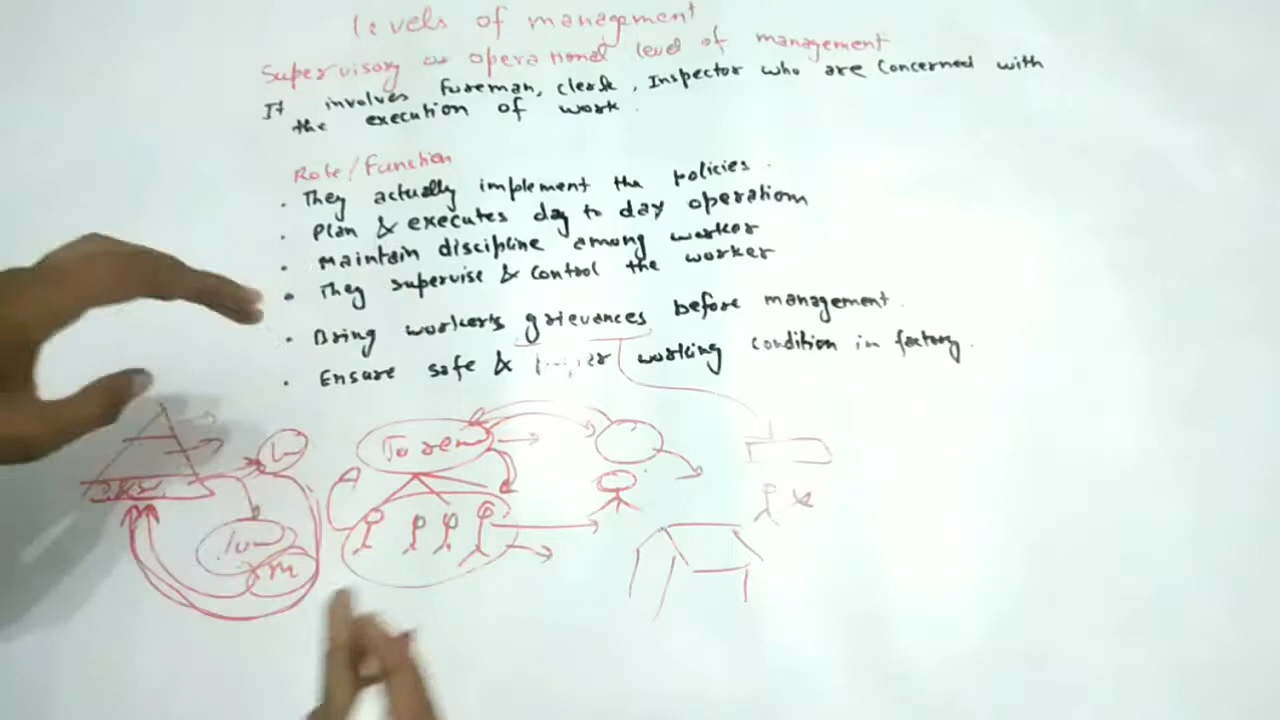 levels of management
Supervisory or operational level of management
It involves foreman, clerk, Inspector who are concerned with
the execution of work.
Role/Function
• They actually implement the policies.
• Plan & executes day to day operation
• Maintain discipline among worker
• They supervise & control the worker
• Bring worker's grievances before management.
• Ensure safe & working condition in factory.